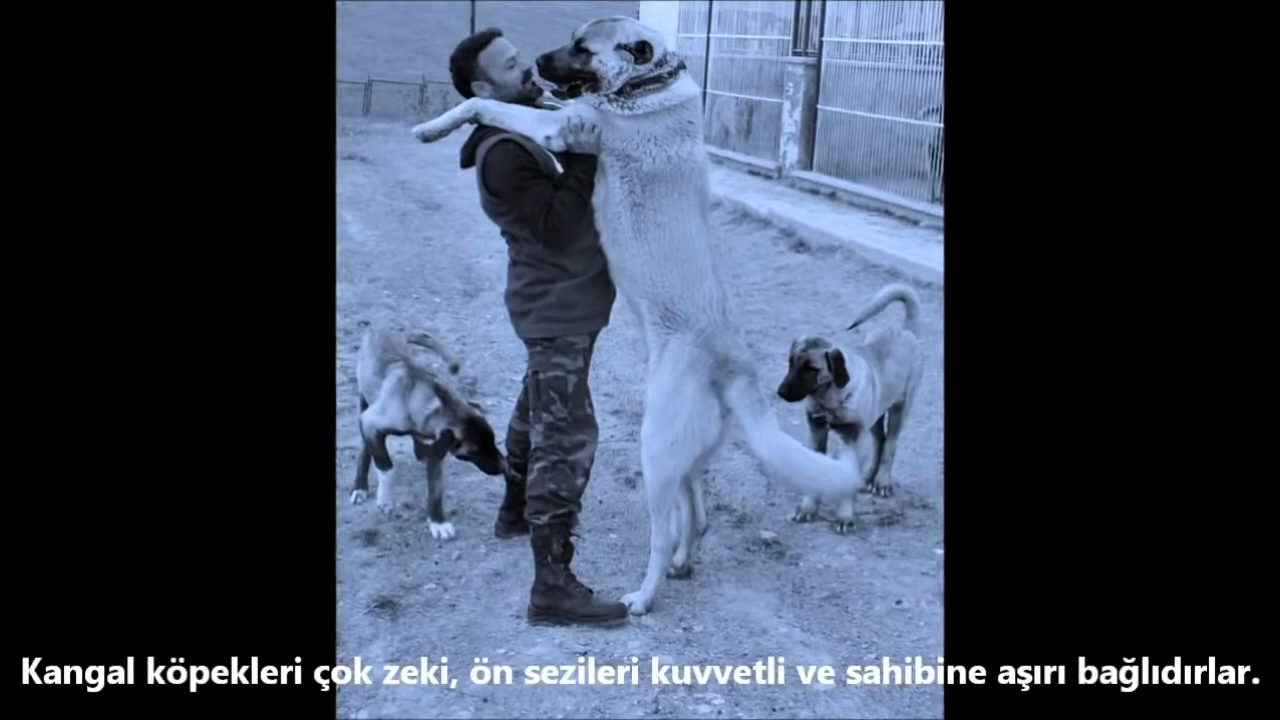 Kangal köpekleri çok zeki, ön sezileri kuvvetli ve sahibine aşırı bağlıdırlar.